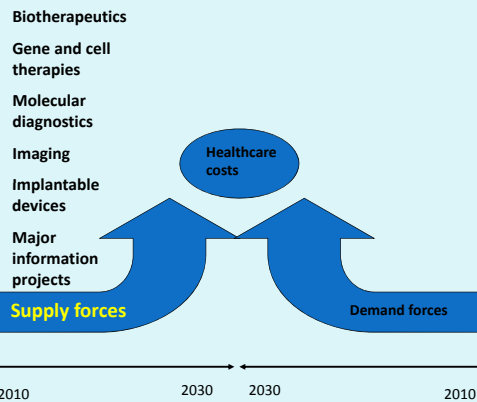 Biotherapeutics
Gene and cell
therapies
Molecular
diagnostics
Imaging
Implantable
devices
Major
information
projects
Healthcare
costs
Supply forces
Demand forces
2010
2030
2030
2010